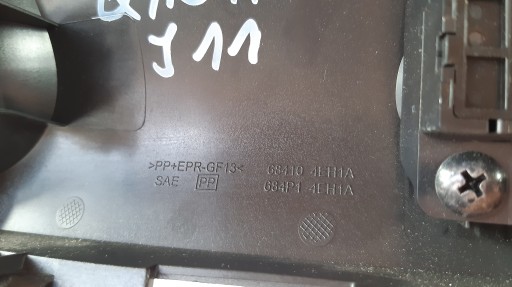 J11
>PP+EPR-GF13<
SAE PP
68410 4EH1A
684P1 4EH1A